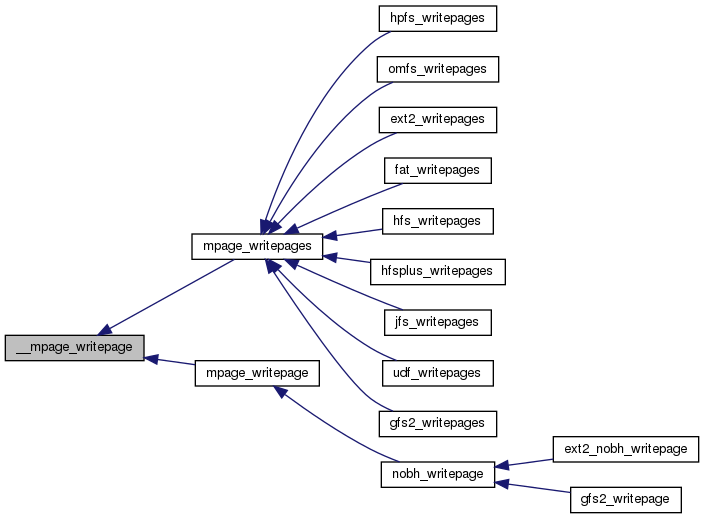 hpfs_writepages
omfs_writepages
ext2_writepages
fat_writepages
hfs_writepages
mpage_writepages
hfsplus_writepages
jfs_writepages
__mpage_writepage
mpage_writepage
udf_writepages
gfs2_writepages
ext2_nobh_writepage
nobh_writepage
gfs2_writepage